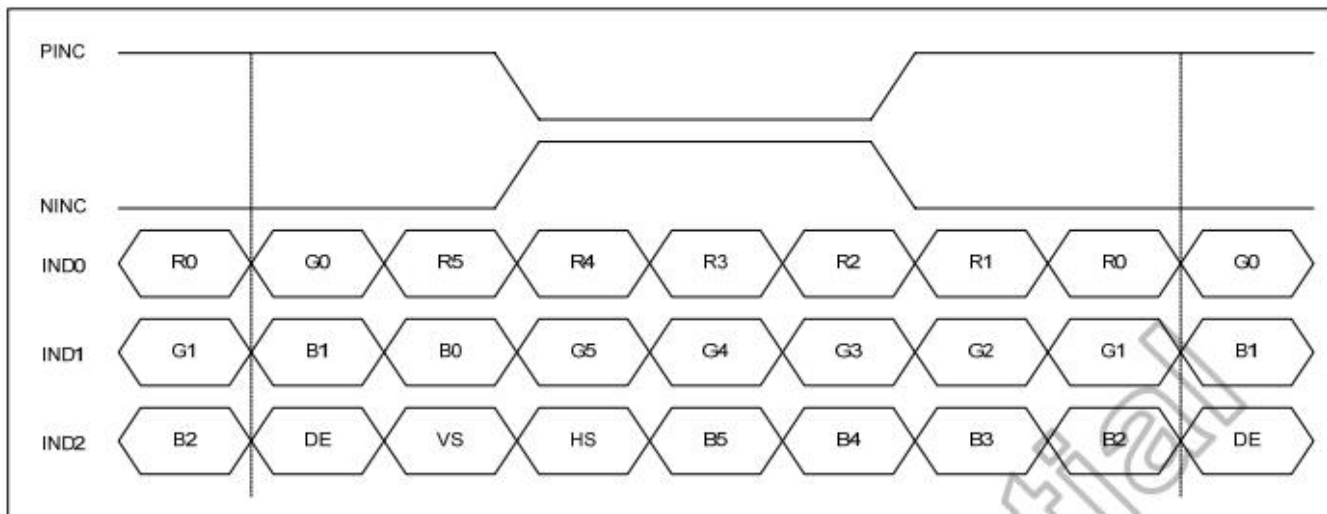 PINC
NINC
IND0 R0 G0 R5 R4 R3 R2 R1 R0 G0
IND1 G1 B1 B0 G5 G4 G3 G2 G1 B1
IND2 B2 DE VS HS B5 B4 B3 B2 DE
tial